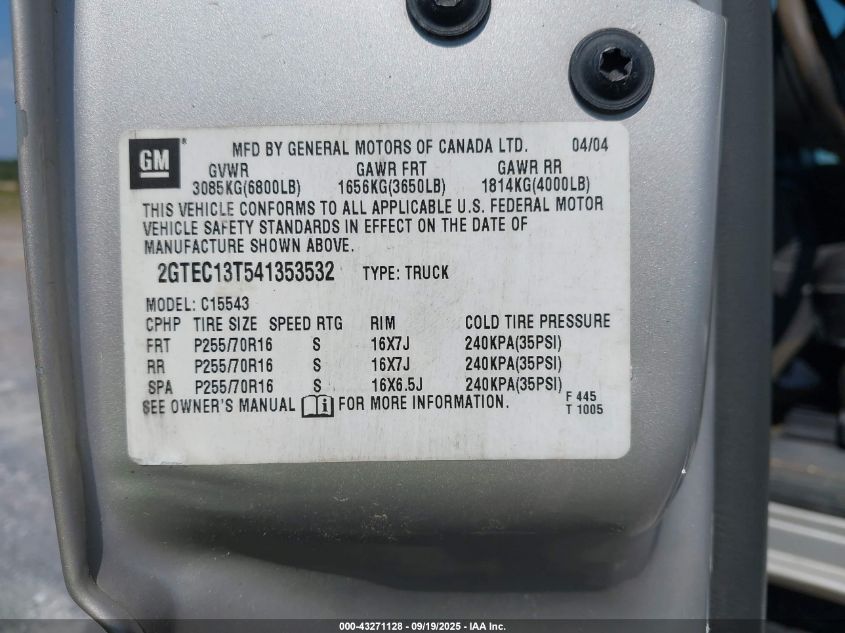 GM® MFD BY GENERAL MOTORS OF CANADA LTD. 04/04
GVWR GAWR FRT GAWR RR
3085KG(6800LB) 1656KG(3650LB) 1814KG(4000LB)
THIS VEHICLE CONFORMS TO ALL APPLICABLE U.S. FEDERAL MOTOR
VEHICLE SAFETY STANDARDS IN EFFECT ON THE DATE OF
MANUFACTURE SHOWN ABOVE.
2GTEC13T541353532 TYPE: TRUCK
MODEL: C15543
CPHP TIRE SIZE SPEED RTG RIM COLD TIRE PRESSURE
FRT P255/70R16 S 16X7J 240KPA(35PSI)
RR P255/70R16 S 16X7J 240KPA(35PSI)
SPA P255/70R16 S 16X6.5J 240KPA(35PSI)
SEE OWNER'S MANUAL FOR MORE INFORMATION.
F 445
T 1005
000-43271128 - 09/19/2025 - IAA Inc.